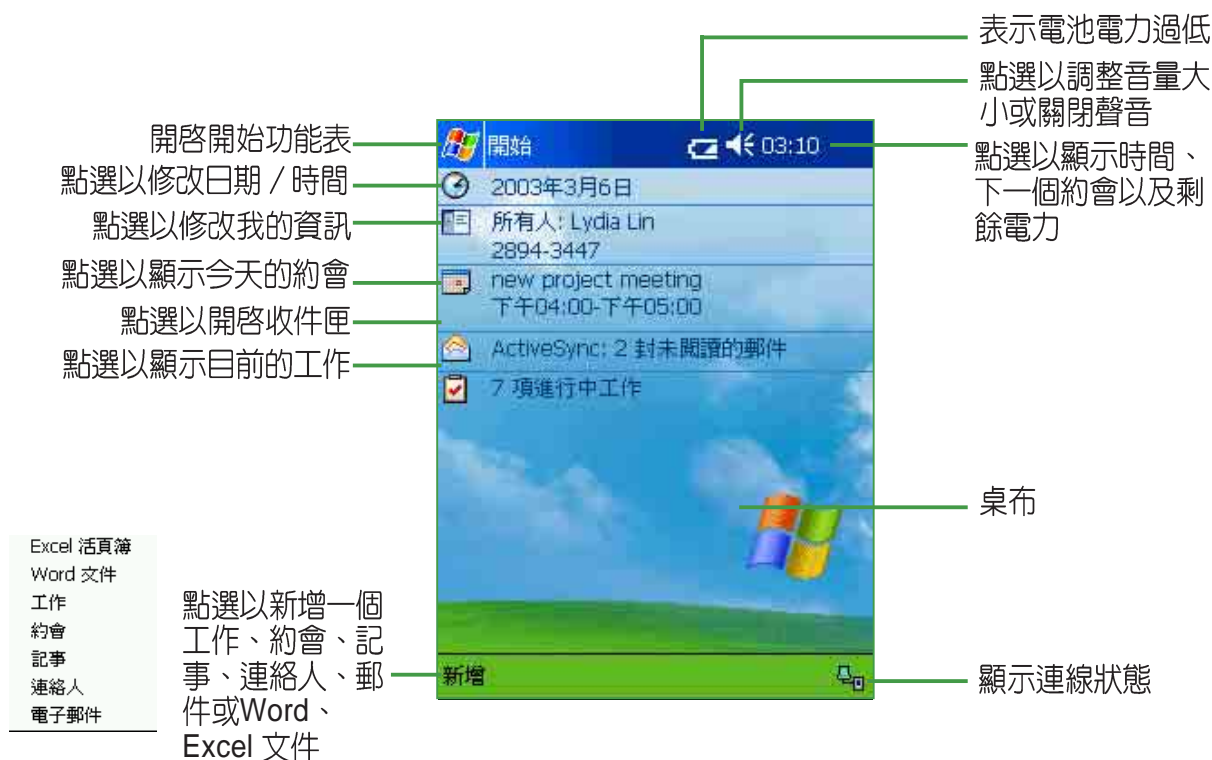 表示電池電力過低
點選以調整音量大
小或關閉聲音
點選以顯示時間、
下一個約會以及剩
餘電力
開啓開始功能表
點選以修改日期／時間
點選以修改我的資訊
點選以顯示今天的約會
點選以開啓收件匣
點選以顯示目前的工作
開始
03:10
2003年3月6日
所有人: Lydia Lin
2894-3447
new project meeting
下午04:00-下午05:00
ActiveSync: 2 封未閱讀的郵件
7 項進行中工作
桌布
Excel 活頁簿
Word 文件
工作
約會
記事
連絡人
電子郵件
點選以新增一個
工作、約會、記
事、連絡人、郵
件或Word、
Excel 文件
新增
顯示連線狀態